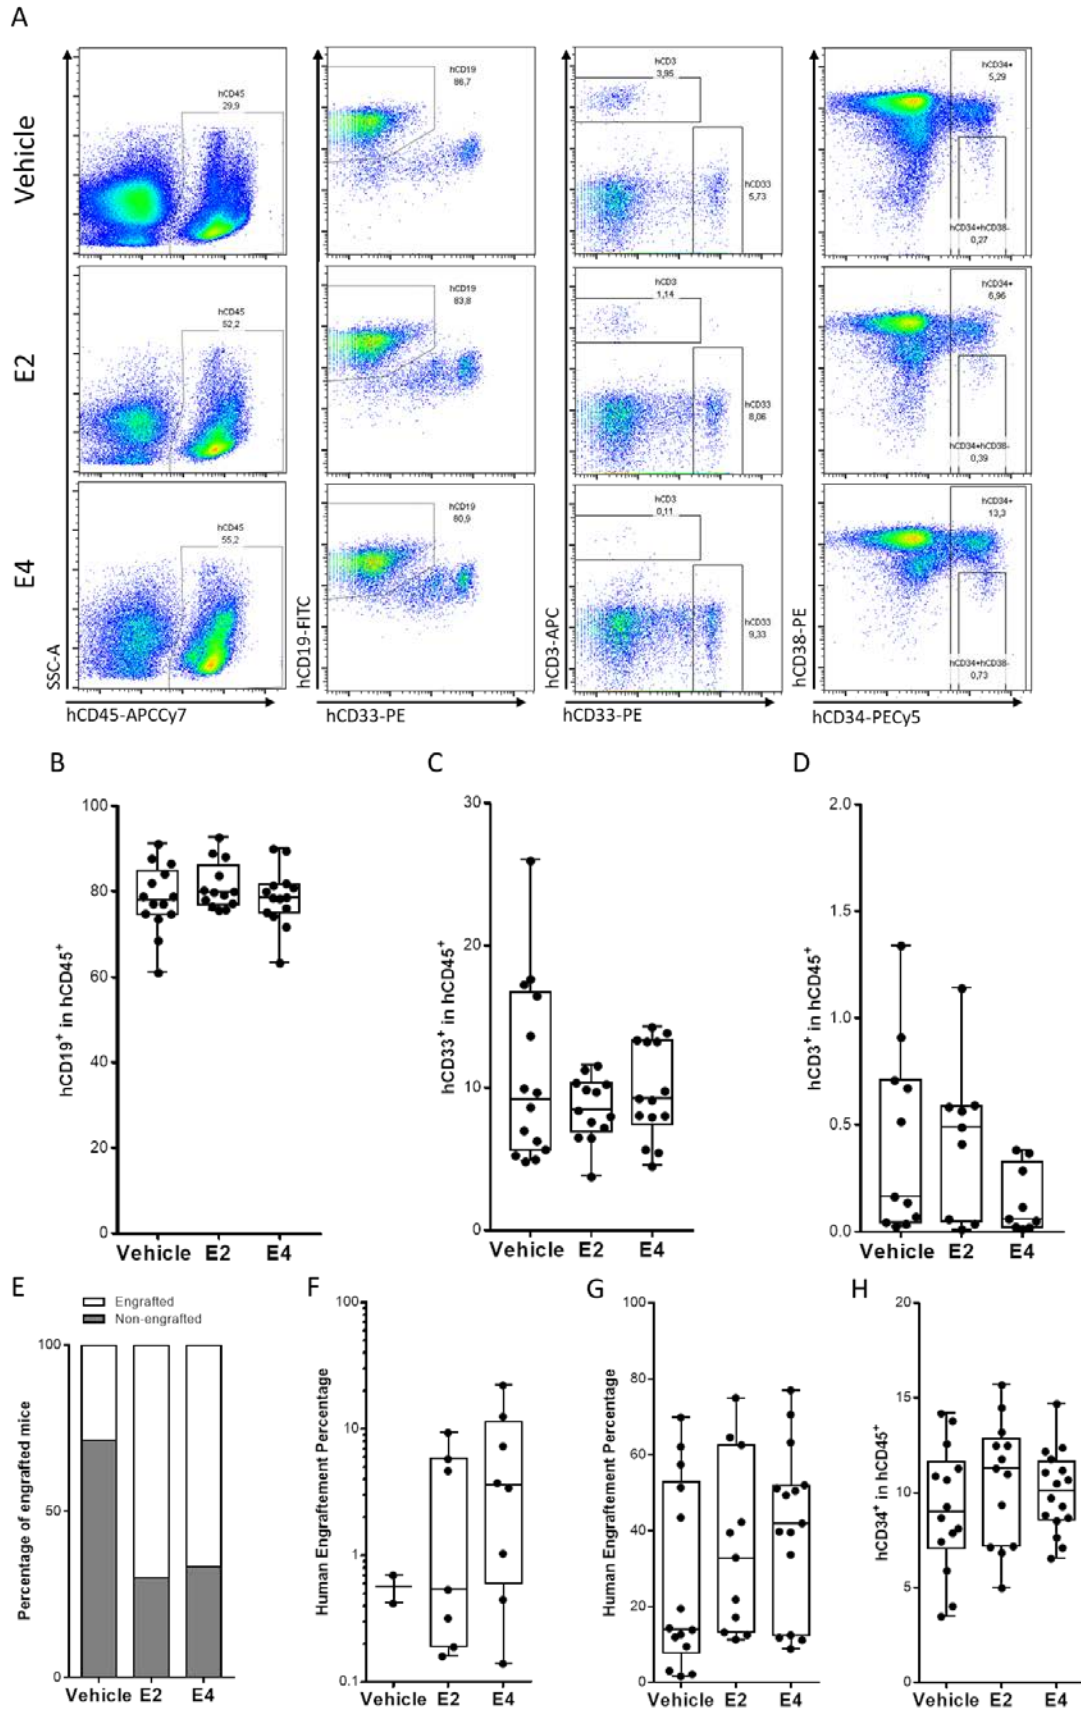 A
Vehicle
hCD45
29,9
hCD19
86,7
hCD3
3,95
hCD33
5,73
hCD34+
5,29
hCD34+hCD38-
0,27
E2
hCD45
52,2
hCD19
83,8
hCD3
1,14
hCD33
8,06
hCD34+
6,96
hCD34+hCD38-
0,39
E4
hCD45
55,2
hCD19
60,9
hCD3
0,11
hCD33
9,33
hCD34+
13,3
hCD34+hCD38-
0,73
SSC-A
hCD19-FITC
hCD3-APC
hCD38-PE
hCD45-APCCy7
hCD33-PE
hCD33-PE
hCD34-PECy5
B
hCD19+ in hCD45+
100
80
60
40
20
0
Vehicle E2 E4
C
hCD33+ in hCD45+
30
20
10
0
Vehicle E2 E4
D
hCD3+ in hCD45+
2.0
1.5
1.0
0.5
0.0
Vehicle E2 E4
E
Engrafted
Non-engrafted
Percentage of engrafted mice
100
50
0
Vehicle E2 E4
F
Human Engraftement Percentage
100
10
1
0.1
Vehicle E2 E4
G
Human Engraftement Percentage
100
80
60
40
20
0
Vehicle E2 E4
H
hCD34+ in hCD45+
20
15
10
5
0
Vehicle E2 E4